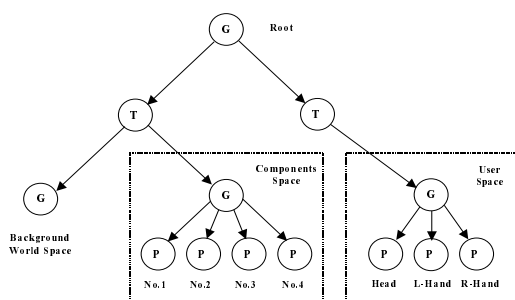 G
Root
T
T
Components
Space
User
Space
G
G
G
Background
World Space
P
P
P
P
P
P
P
No.1
No.2
No.3
No.4
Head
L-Hand
R-Hand